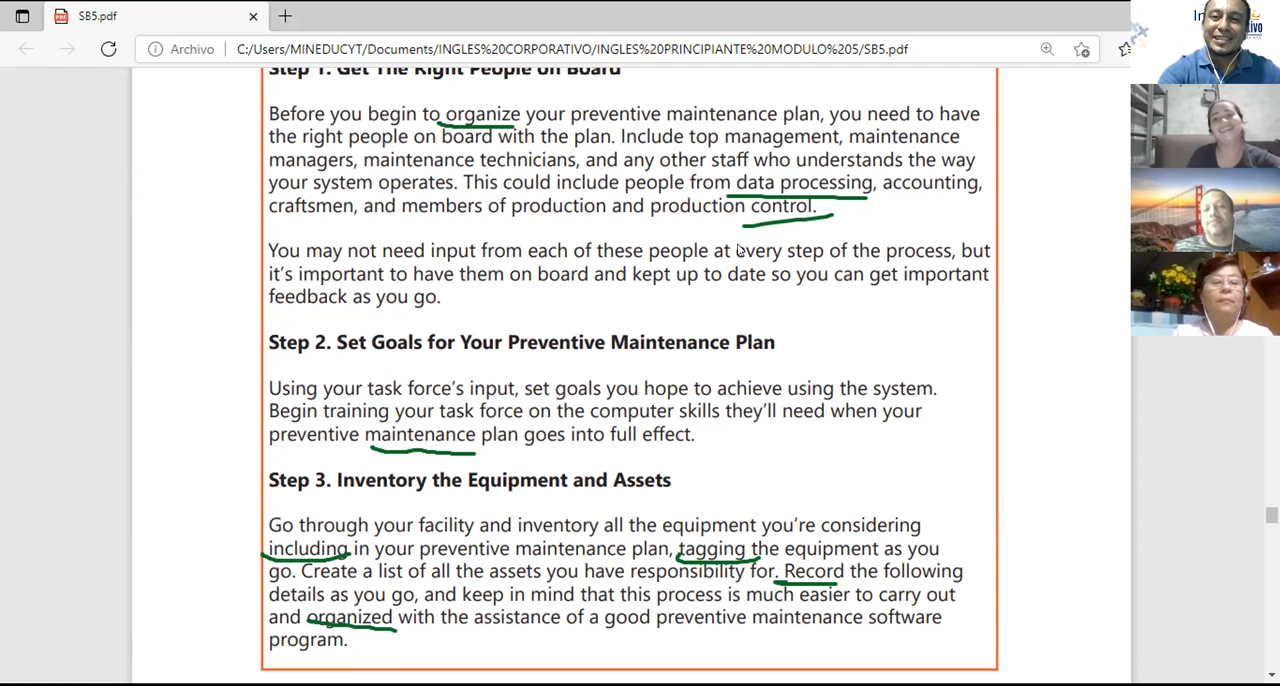 SB5.pdf
Archivo
C:/Users/MINEDUCYT/Documents/INGLES%20CORPORATIVO/INGLES%20PRINCIPIANTE%20MODULO%205/SB5.pdf
Step 1. Get The Right People on Board
Before you begin to organize your preventive maintenance plan, you need to have
the right people on board with the plan. Include top management, maintenance
managers, maintenance technicians, and any other staff who understands the way
your system operates. This could include people from data processing, accounting,
craftsmen, and members of production and production control.
You may not need input from each of these people at every step of the process, but
it's important to have them on board and kept up to date so you can get important
feedback as you go.
Step 2. Set Goals for Your Preventive Maintenance Plan
Using your task force's input, set goals you hope to achieve using the system.
Begin training your task force on the computer skills they'll need when your
preventive maintenance plan goes into full effect.
Step 3. Inventory the Equipment and Assets
Go through your facility and inventory all the equipment you're considering
including in your preventive maintenance plan, tagging the equipment as you
go. Create a list of all the assets you have responsibility for. Record the following
details as you go, and keep in mind that this process is much easier to carry out
and organized with the assistance of a good preventive maintenance software
program.